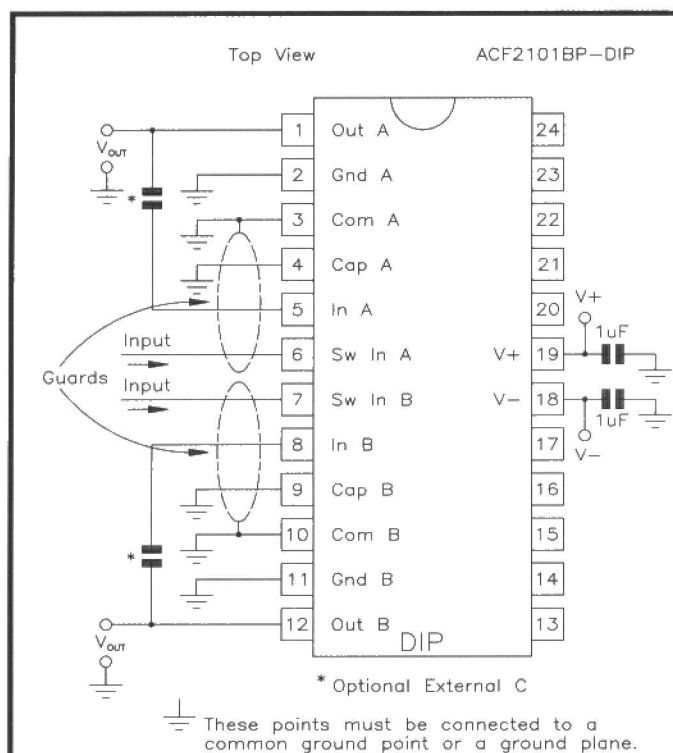 Top View ACF2101BP-DIP
1 Out A 24
V_OUT
2 Gnd A 23
*
3 Com A 22
4 Cap A 21
V+
5 In A 20
1uF
Input
6 Sw In A V+ 19
Guards
Input
7 Sw In B V- 18
1uF
8 In B 17
V-
9 Cap B 16
10 Com B 15
*
11 Gnd B 14
12 Out B 13
V_OUT
DIP
* Optional External C
These points must be connected to a
common ground point or a ground plane.